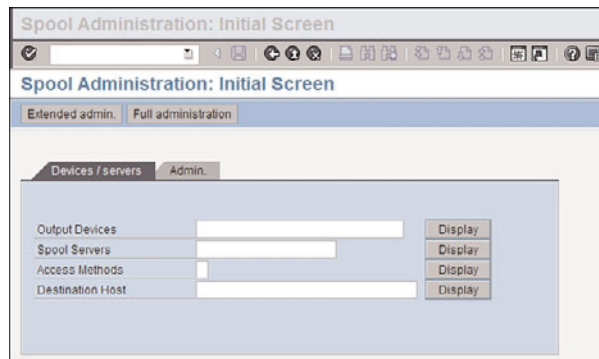 Spool Administration: Initial Screen
Spool Administration: Initial Screen
Extended admin. Full administration
Devices / servers Admin.
Output Devices Display
Spool Servers Display
Access Methods Display
Destination Host Display